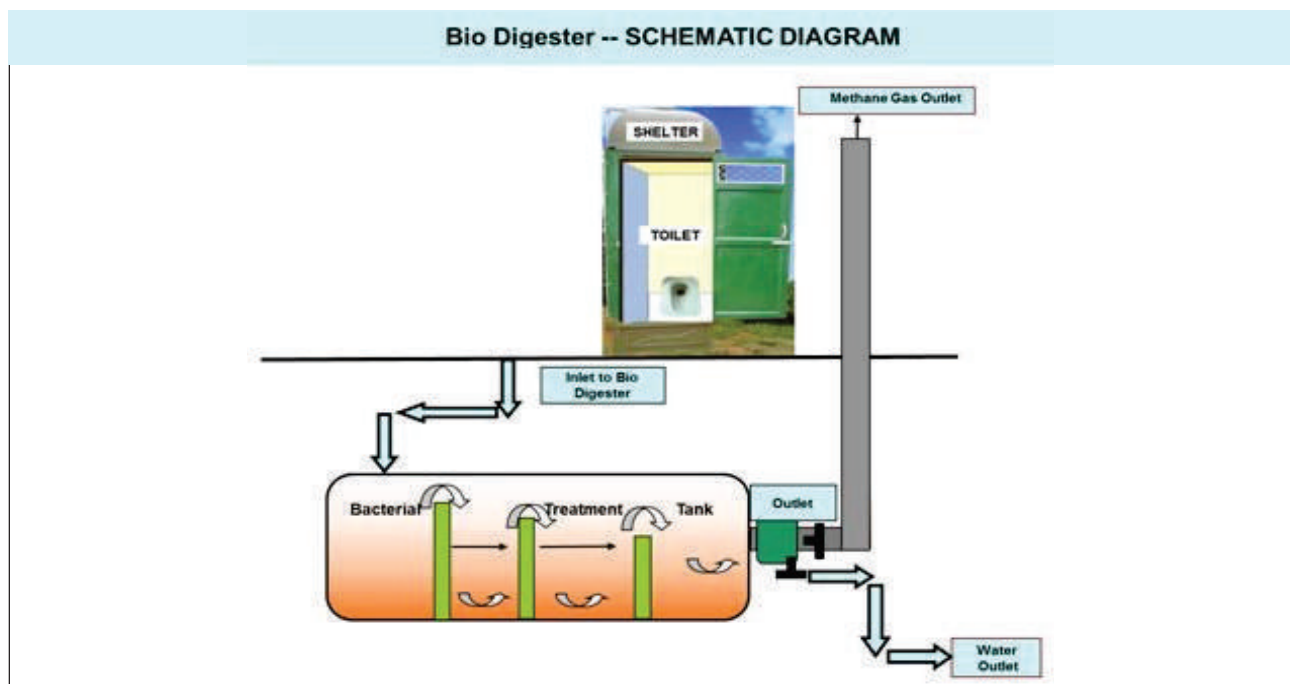 Bio Digester -- SCHEMATIC DIAGRAM
Methane Gas Outlet
SHELTER
TOILET
Inlet to Bio
Digester
Bacterial Treatment Tank
Outlet
Water
Outlet